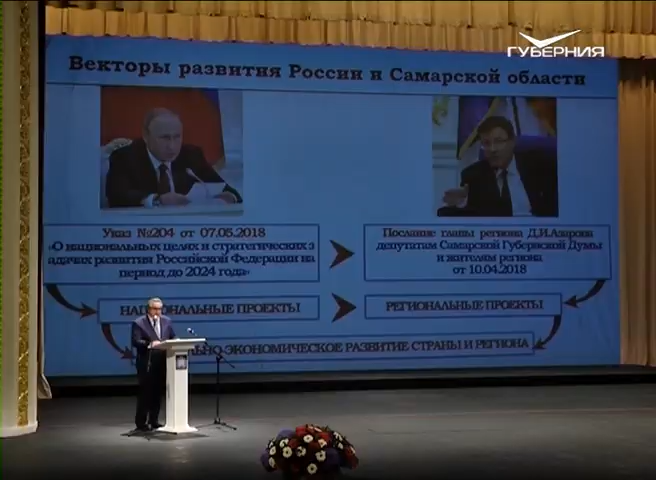 ГУБЕРНИЯ
Векторы развития России и Самарской области
Указ №204 от 07.05.2018
«О национальных целях и стратегических з
адачах развития Российской Федерации на
период до 2024 года»
Послание главы региона Д.И.Азарова
депутатам Самарской Губернской Думы
и жителям региона
от 10.04.2018
НАЦИОНАЛЬНЫЕ ПРОЕКТЫ
РЕГИОНАЛЬНЫЕ ПРОЕКТЫ
ЭКОНОМИЧЕСКОЕ РАЗВИТИЕ СТРАНЫ И РЕГИОНА